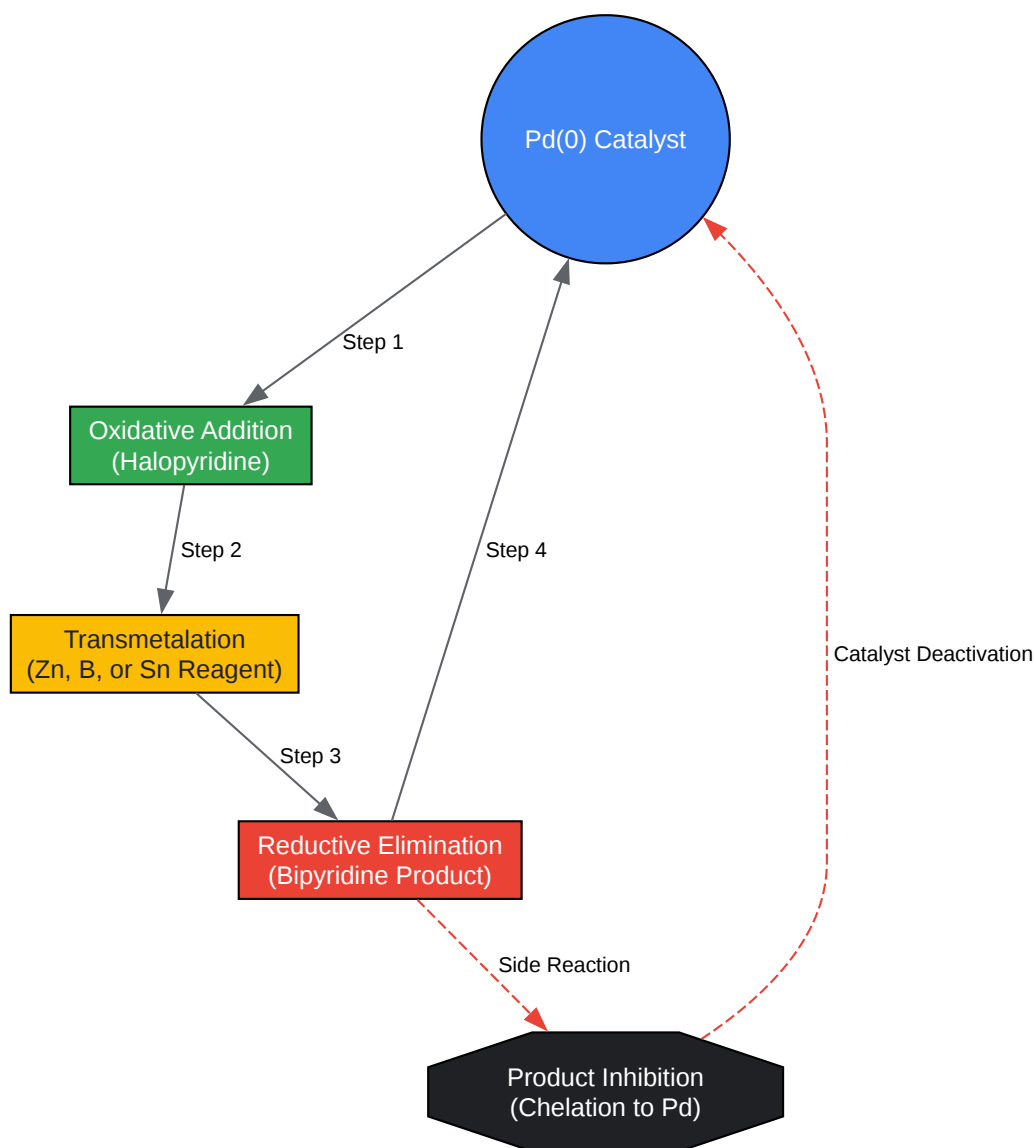 Pd(0) Catalyst
Step 1
Oxidative Addition
(Halopyridine)
Step 2
Step 4
Transmetalation
(Zn, B, or Sn Reagent)
Catalyst Deactivation
Step 3
Reductive Elimination
(Bipyridine Product)
Side Reaction
Product Inhibition
(Chelation to Pd)